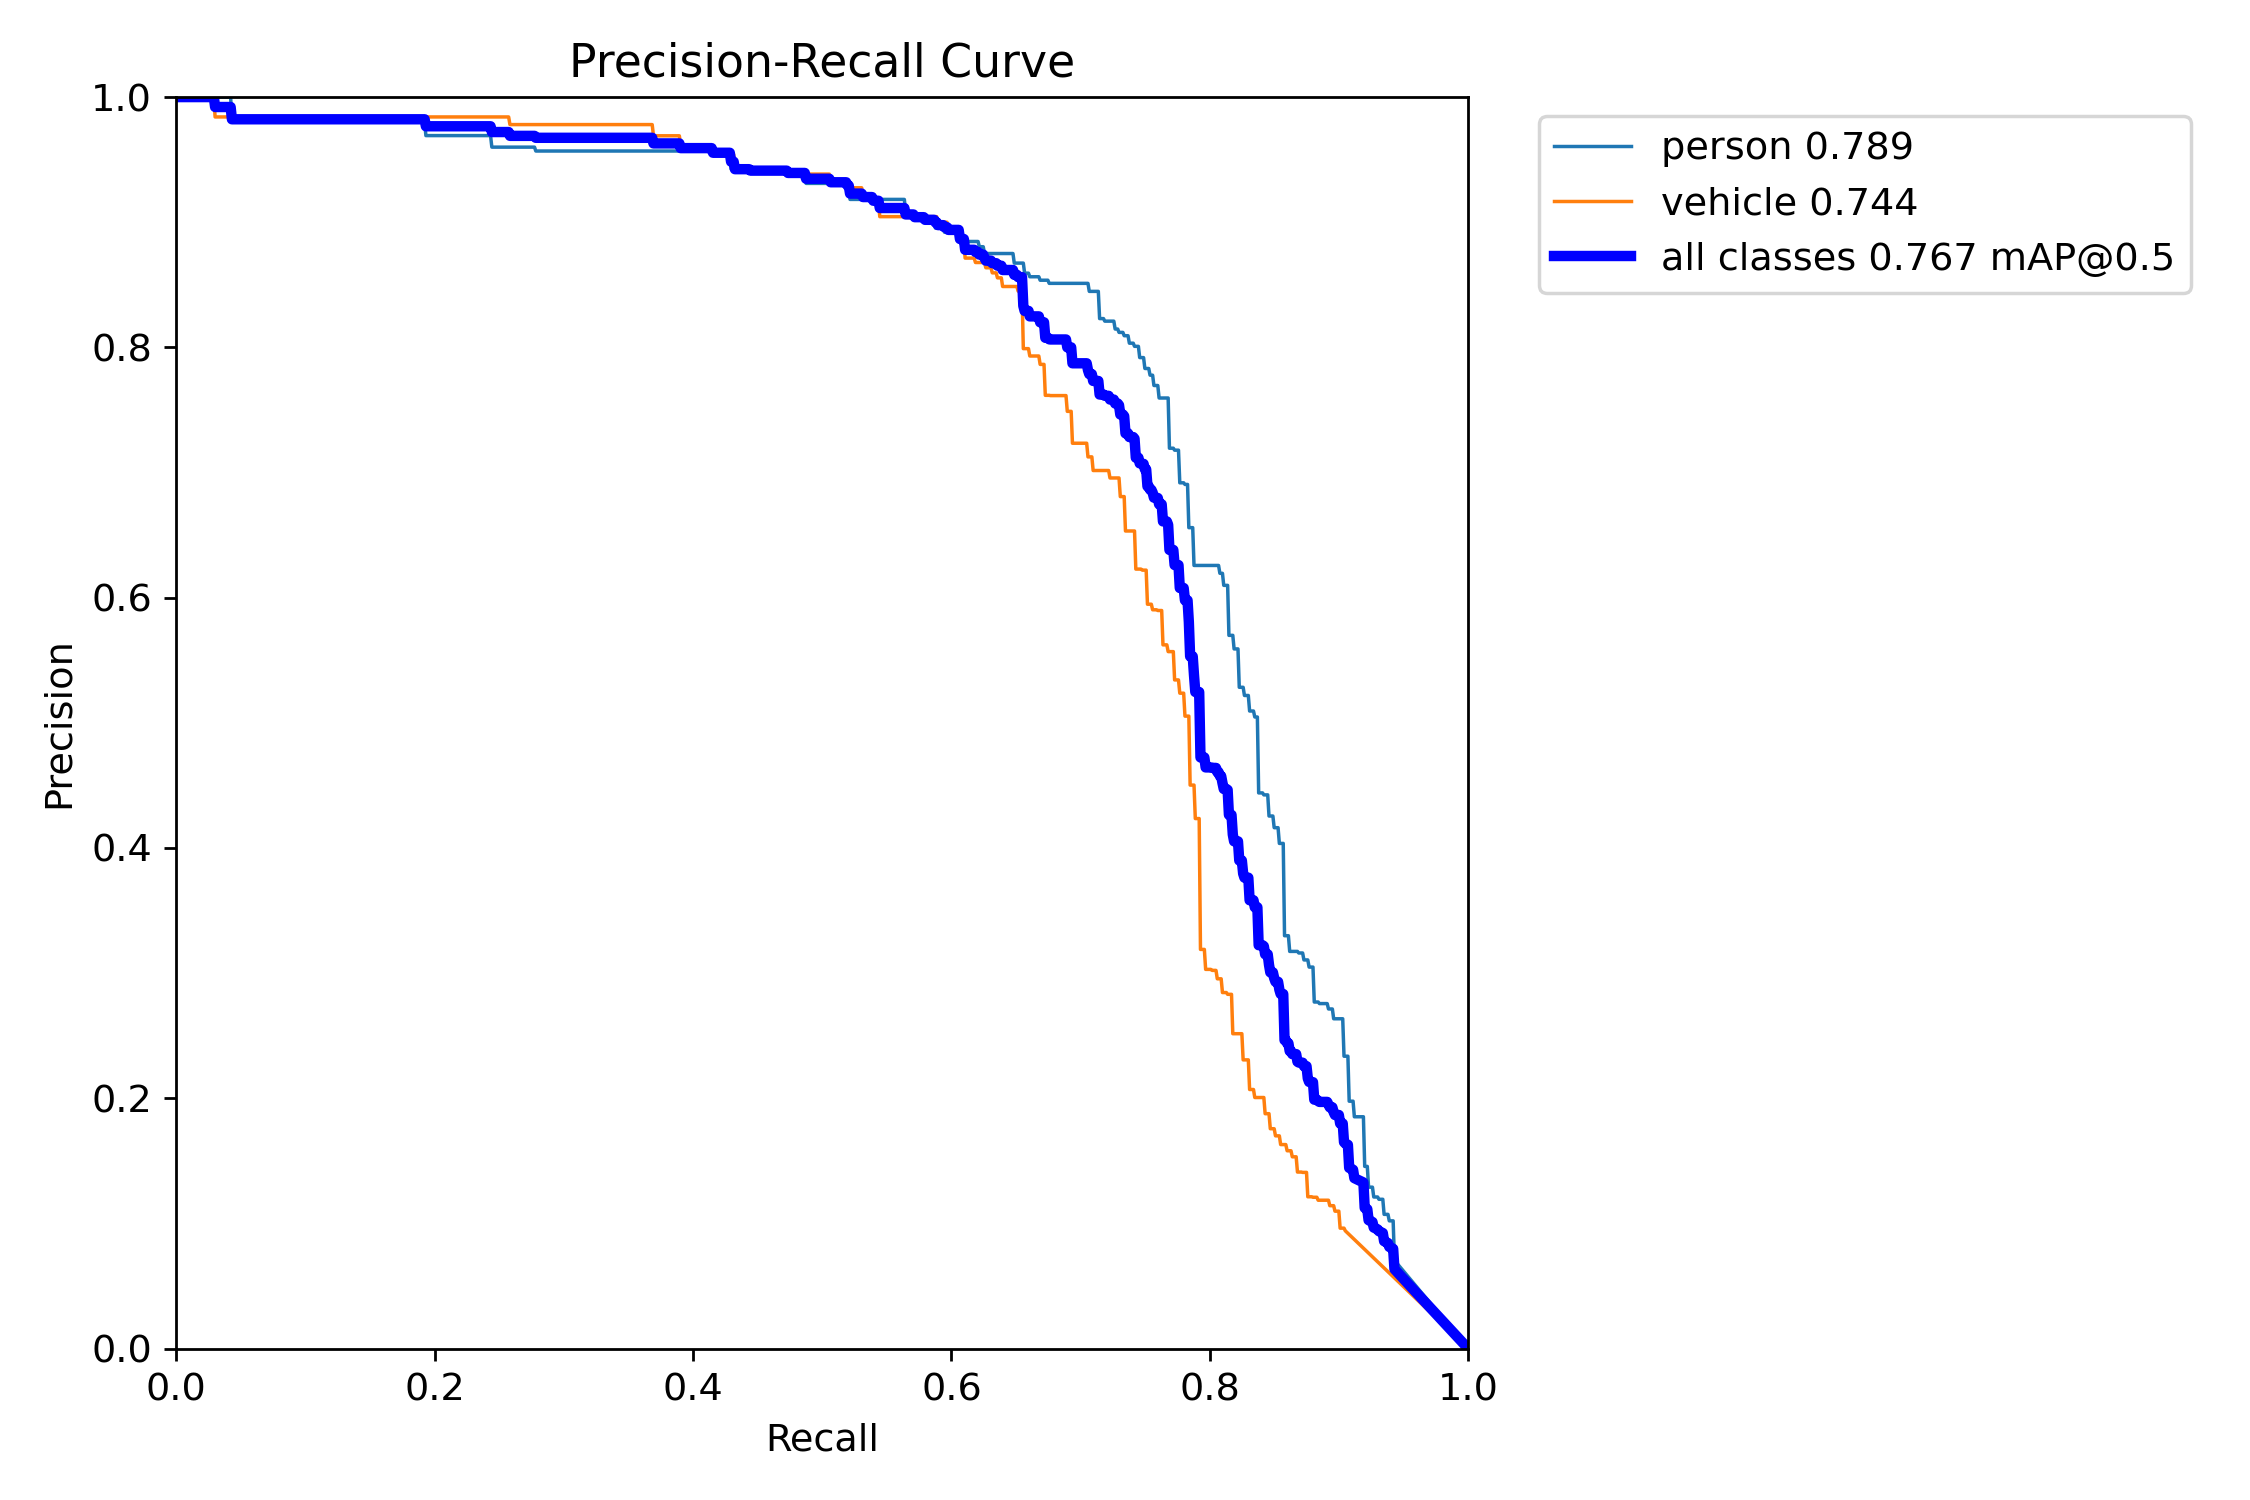 Precision-Recall Curve
1.0
0.8
0.6
0.4
0.2
0.0
Precision
0.0 0.2 0.4 0.6 0.8 1.0
Recall
person 0.789
vehicle 0.744
all classes 0.767 mAP@0.5